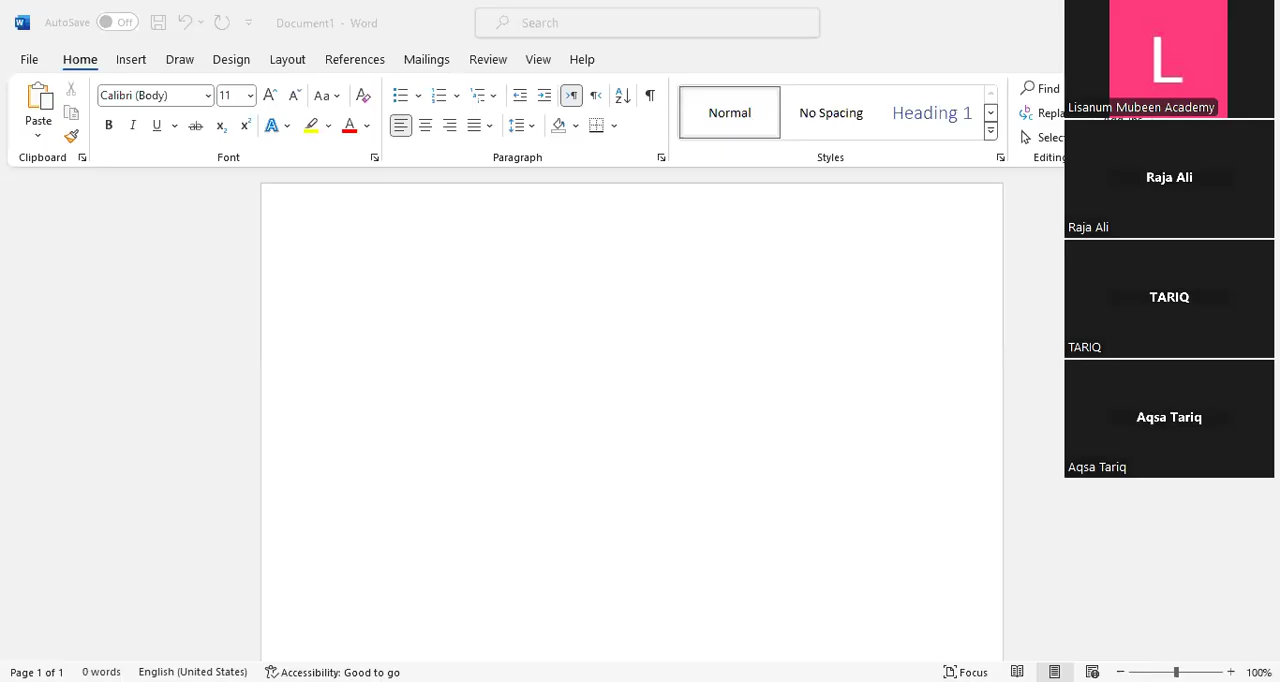 AutoSave Off Document1 - Word Search
File Home Insert Draw Design Layout References Mailings Review View Help
Paste
Calibri (Body) 11 Aa
Normal No Spacing Heading 1
Find
Repla
Selec
Clipboard Font Paragraph Styles Editing
L
Lisanum Mubeen Academy
Raja Ali
Raja Ali
TARIQ
TARIQ
Aqsa Tariq
Aqsa Tariq
Page 1 of 1 0 words English (United States) Accessibility: Good to go Focus 100%